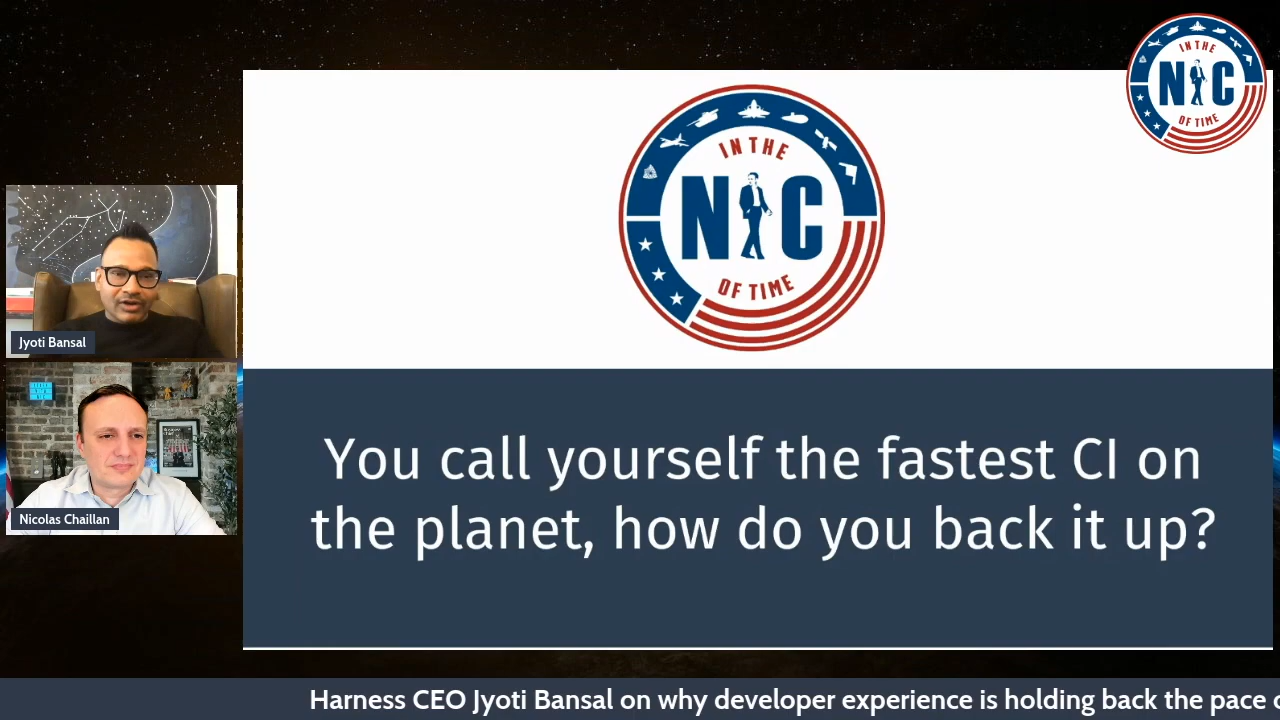 IN THE
NIC
OF TIME
IN THE
NIC
OF TIME
Jyoti Bansal
Nicolas Chaillan
You call yourself the fastest CI on
the planet, how do you back it up?
Harness CEO Jyoti Bansal on why developer experience is holding back the pace